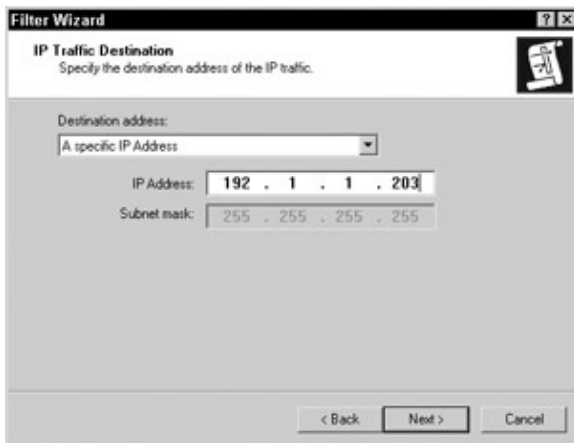 Filter Wizard
IP Traffic Destination
Specify the destination address of the IP traffic.
Destination address:
A specific IP Address
IP Address: 192 . 1 . 1 . 203
Subnet mask: 255 . 255 . 255 . 255
< Back Next > Cancel